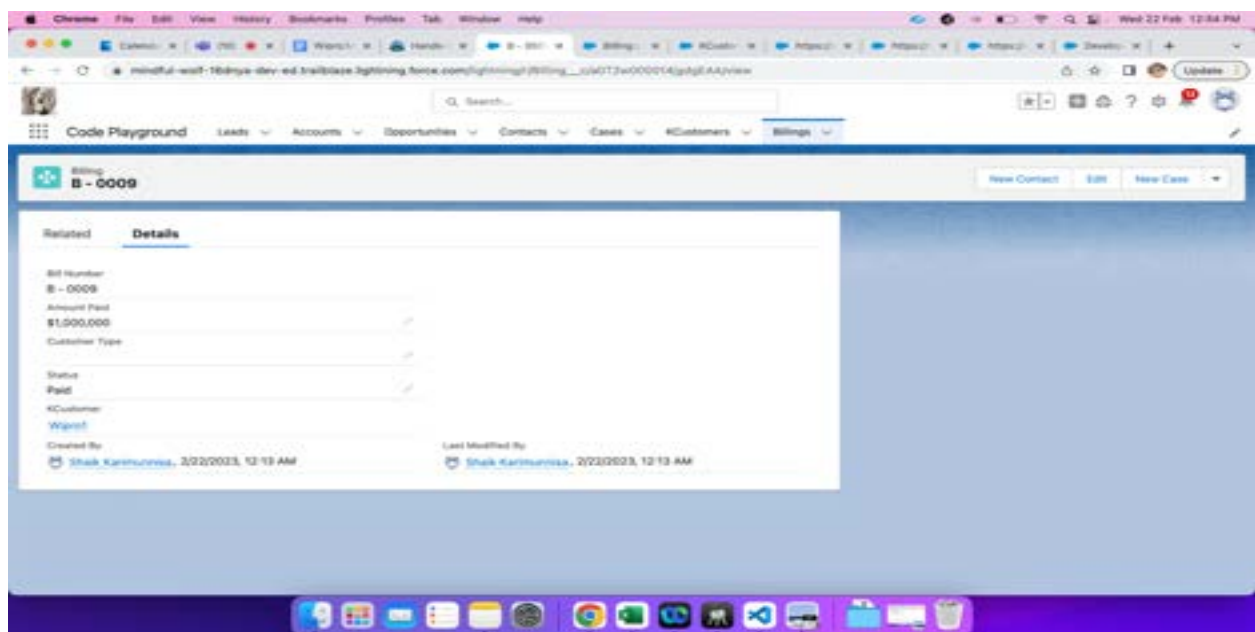 Chrome File Edit View History Bookmarks Profiles Tab Window Help Wed 22 Feb 12:84 PM
Update
Search...
Code Playground Leads Accounts Opportunities Contacts Cases KCustomers Billings
Billing
B - 0009
New Contact Edit New Case
Related Details
Bill Number
B - 0009
Amount Paid
$1,000,000
Customer Type
Status
Paid
KCustomer
Created By Last Modified By
Shaik Karimunnisa, 2/22/2023, 12:13 AM Shaik Karimunnisa, 2/22/2023, 12:13 AM